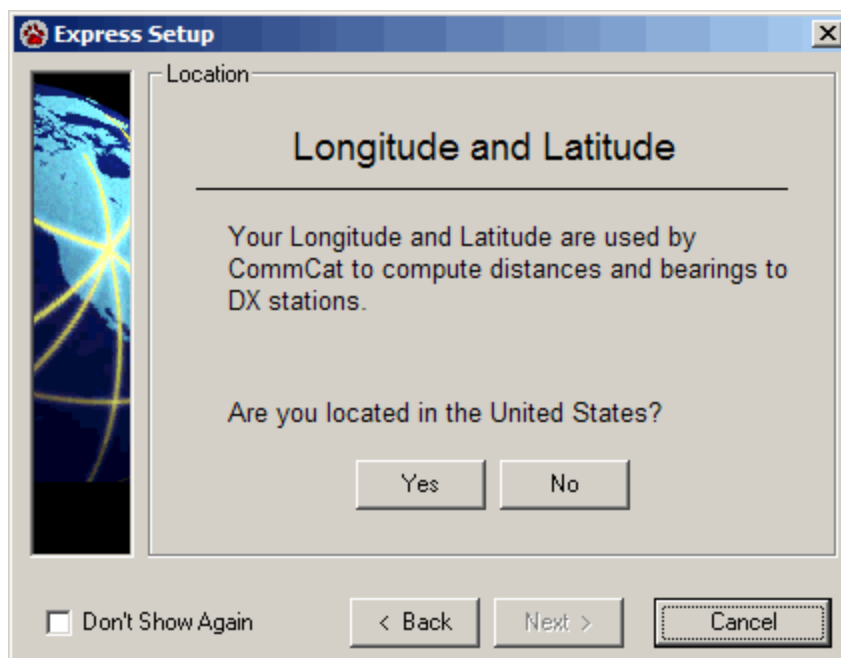 Express Setup
Location
Longitude and Latitude
Your Longitude and Latitude are used by
CommCat to compute distances and bearings to
DX stations.
Are you located in the United States?
Yes
No
Don't Show Again
< Back
Next >
Cancel